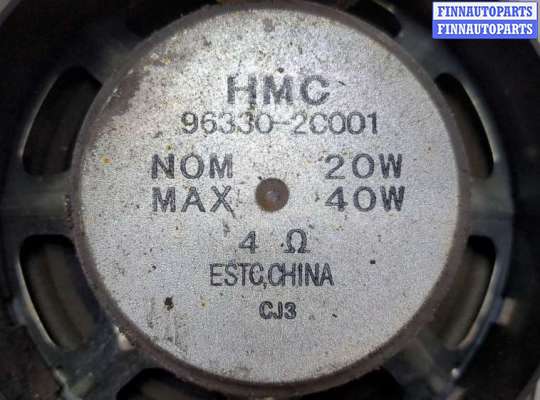 FINNAUTOPARTS
FINNAUTOPARTS
HMC
96330-2C001
NOM 20W
MAX 40W
4 Ω
ESTC,CHINA
CJ3